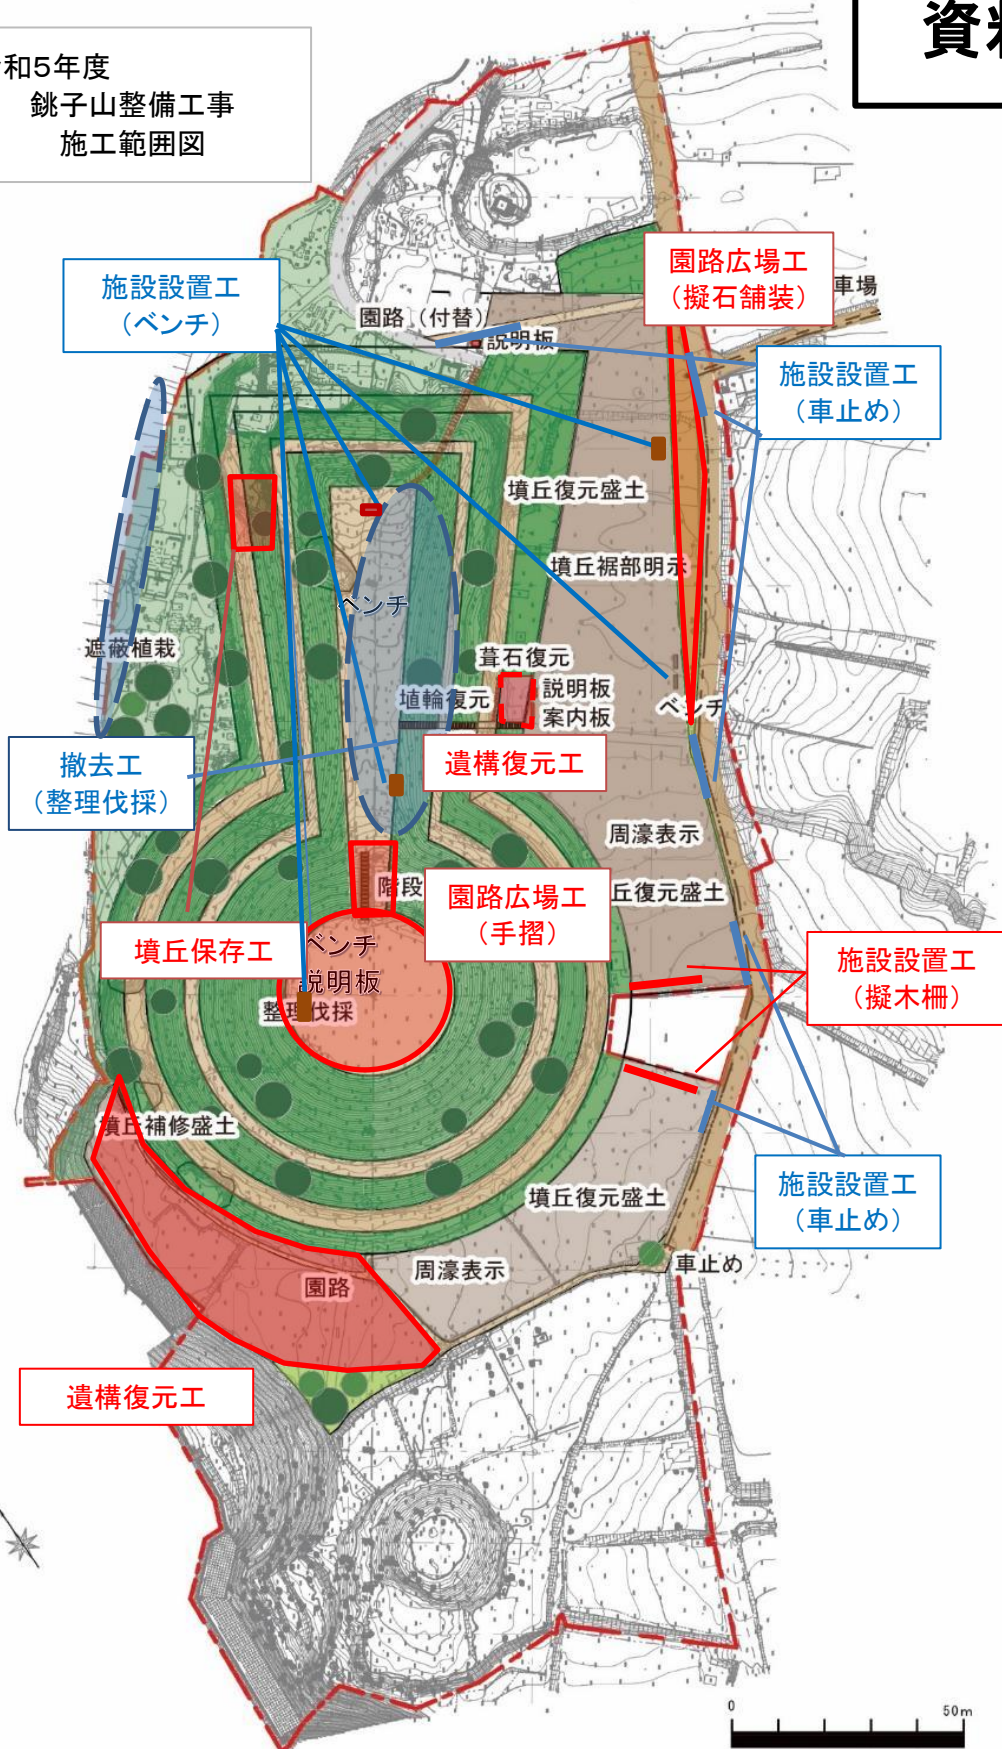 資料
和5年度
銚子山整備工事
施工範囲図
施設設置工
（ベンチ）
園路広場工
（擬石舗装）
車場
園路（付替）
説明板
施設設置工
（車止め）
墳丘復元盛土
墳丘裾部明示
ベンチ
遮蔽植栽
葺石復元
埴輪復元
説明板
案内板
ベンチ
撤去工
（整理伐採）
遺構復元工
周濠表示
階段
園路広場工
（手摺）
丘復元盛土
墳丘保存工
ベンチ
説明板
整理伐採
施設設置工
（擬木柵）
墳丘補修盛土
墳丘復元盛土
施設設置工
（車止め）
周濠表示
車止め
園路
遺構復元工
0
50m